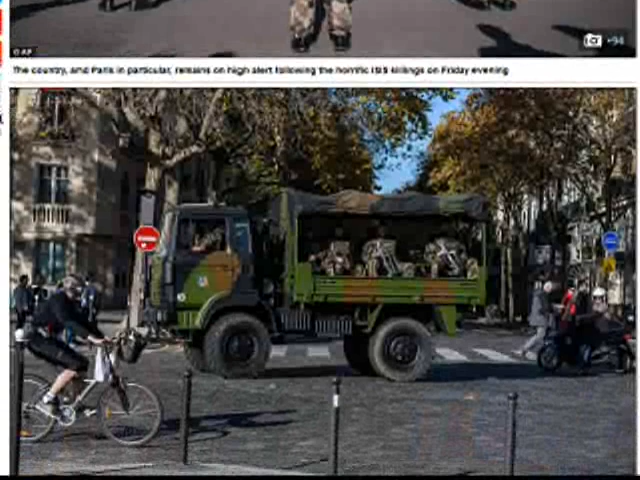 © AP
+94
The country, and Paris in particular, remains on high alert following the horrific ISIS killings on Friday evening